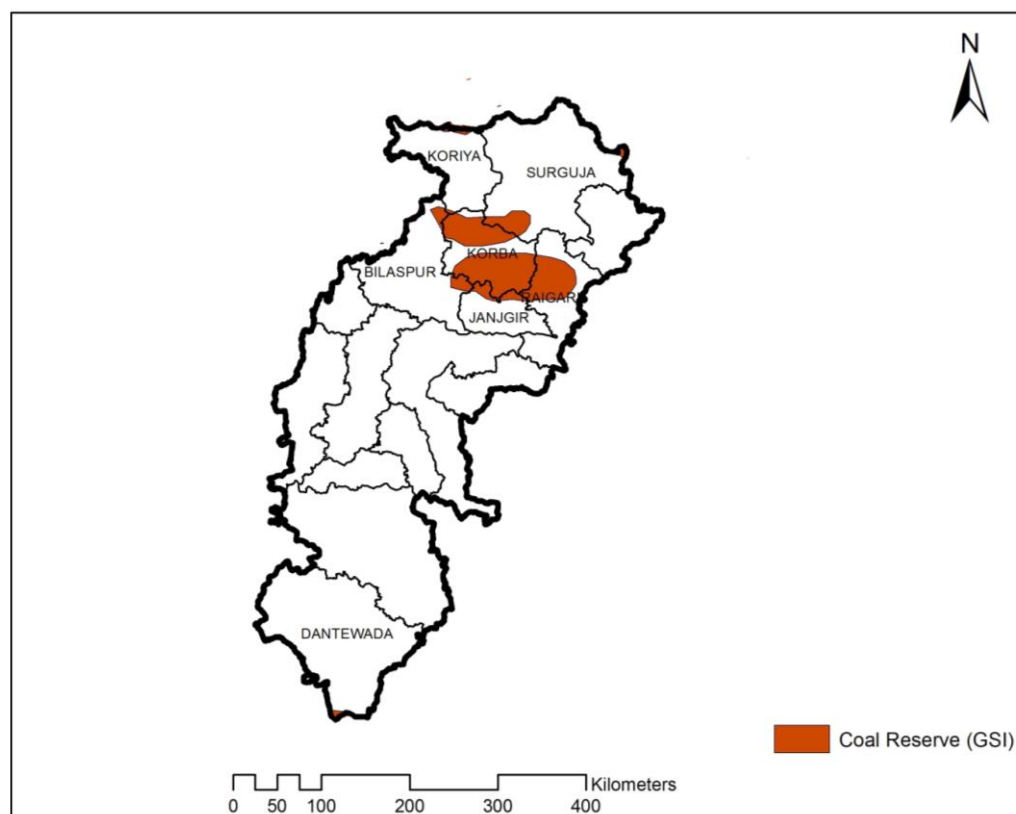 N
KORIYA
SURGUJA
KORBA
BILASPUR
RAIGAR
JANJGIR
DANTEWADA
Coal Reserve (GSI)
Kilometers
0 50 100 200 300 400